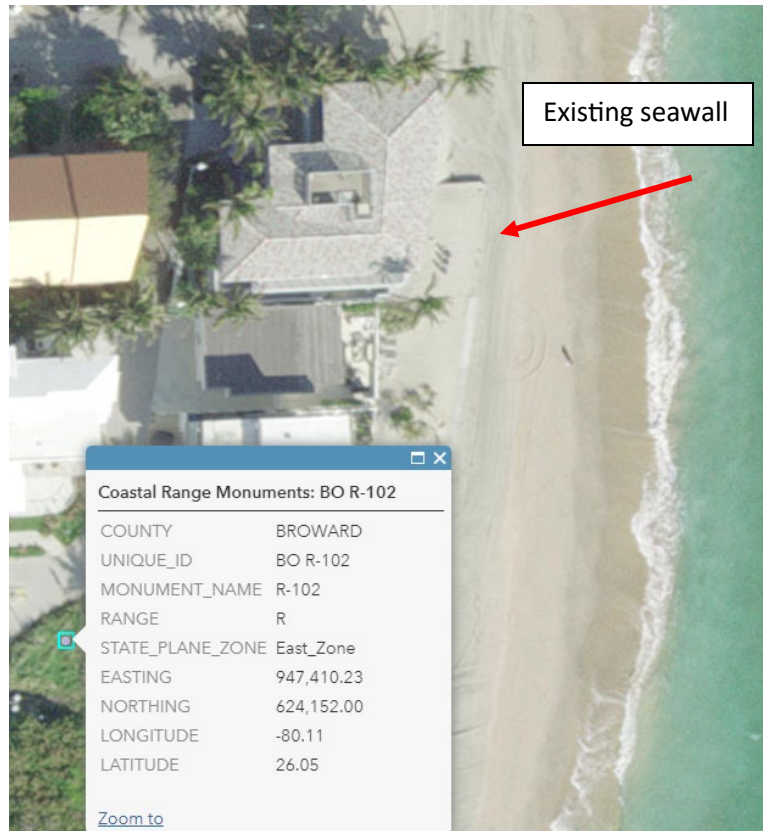 Existing seawall
Coastal Range Monuments: BO R-102
COUNTY BROWARD
UNIQUE_ID BO R-102
MONUMENT_NAME R-102
RANGE R
STATE_PLANE_ZONE East_Zone
EASTING 947,410.23
NORTHING 624,152.00
LONGITUDE -80.11
LATITUDE 26.05
Zoom to